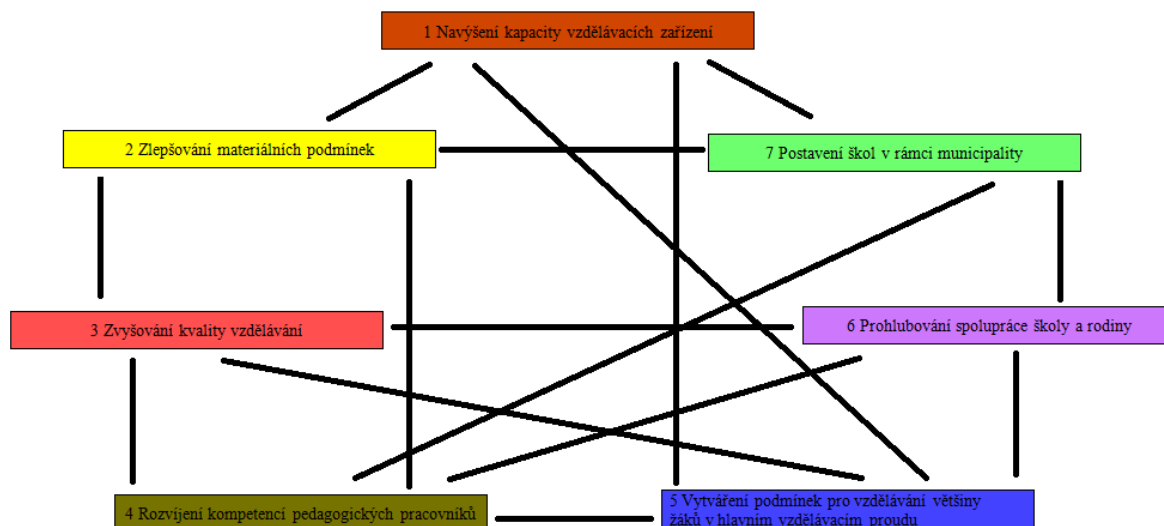 1 Navýšení kapacity vzdělávacích zařízení
2 Zlepšování materiálních podmínek
7 Postavení škol v rámci municipality
3 Zvyšování kvality vzdělávání
6 Prohlubování spolupráce školy a rodiny
4 Rozvíjení kompetencí pedagogických pracovníků
5 Vytváření podmínek pro vzdělávání většiny
žáků v hlavním vzdělávacím proudu